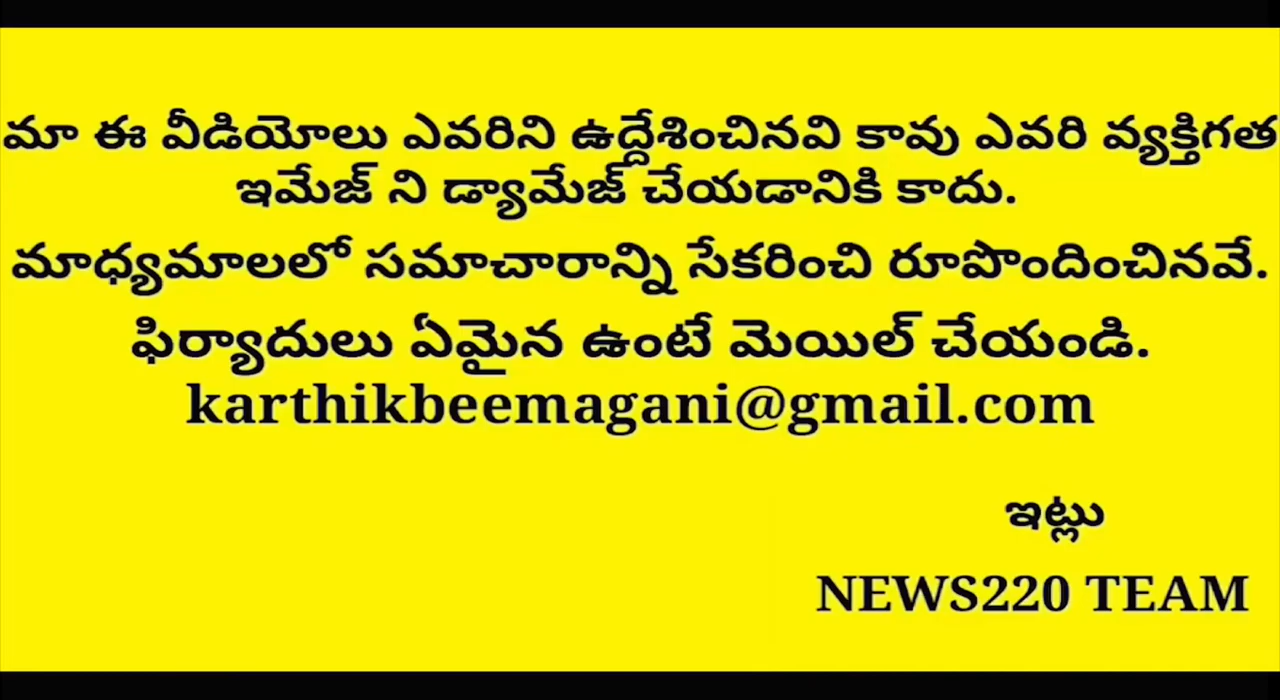 మా ఈ వీడియోలు ఎవరిని ఉద్దేశించినవి కావు ఎవరి వ్యక్తిగత
ఇమేజ్ ని డ్యామేజ్ చేయడానికి కాదు.
మాధ్యమాలలో సమాచారాన్ని సేకరించి రూపొందించినవే.
ఫిర్యాదులు ఏమైన ఉంటే మెయిల్ చేయండి.
karthikbeemagani@gmail.com
ఇట్లు
NEWS220 TEAM